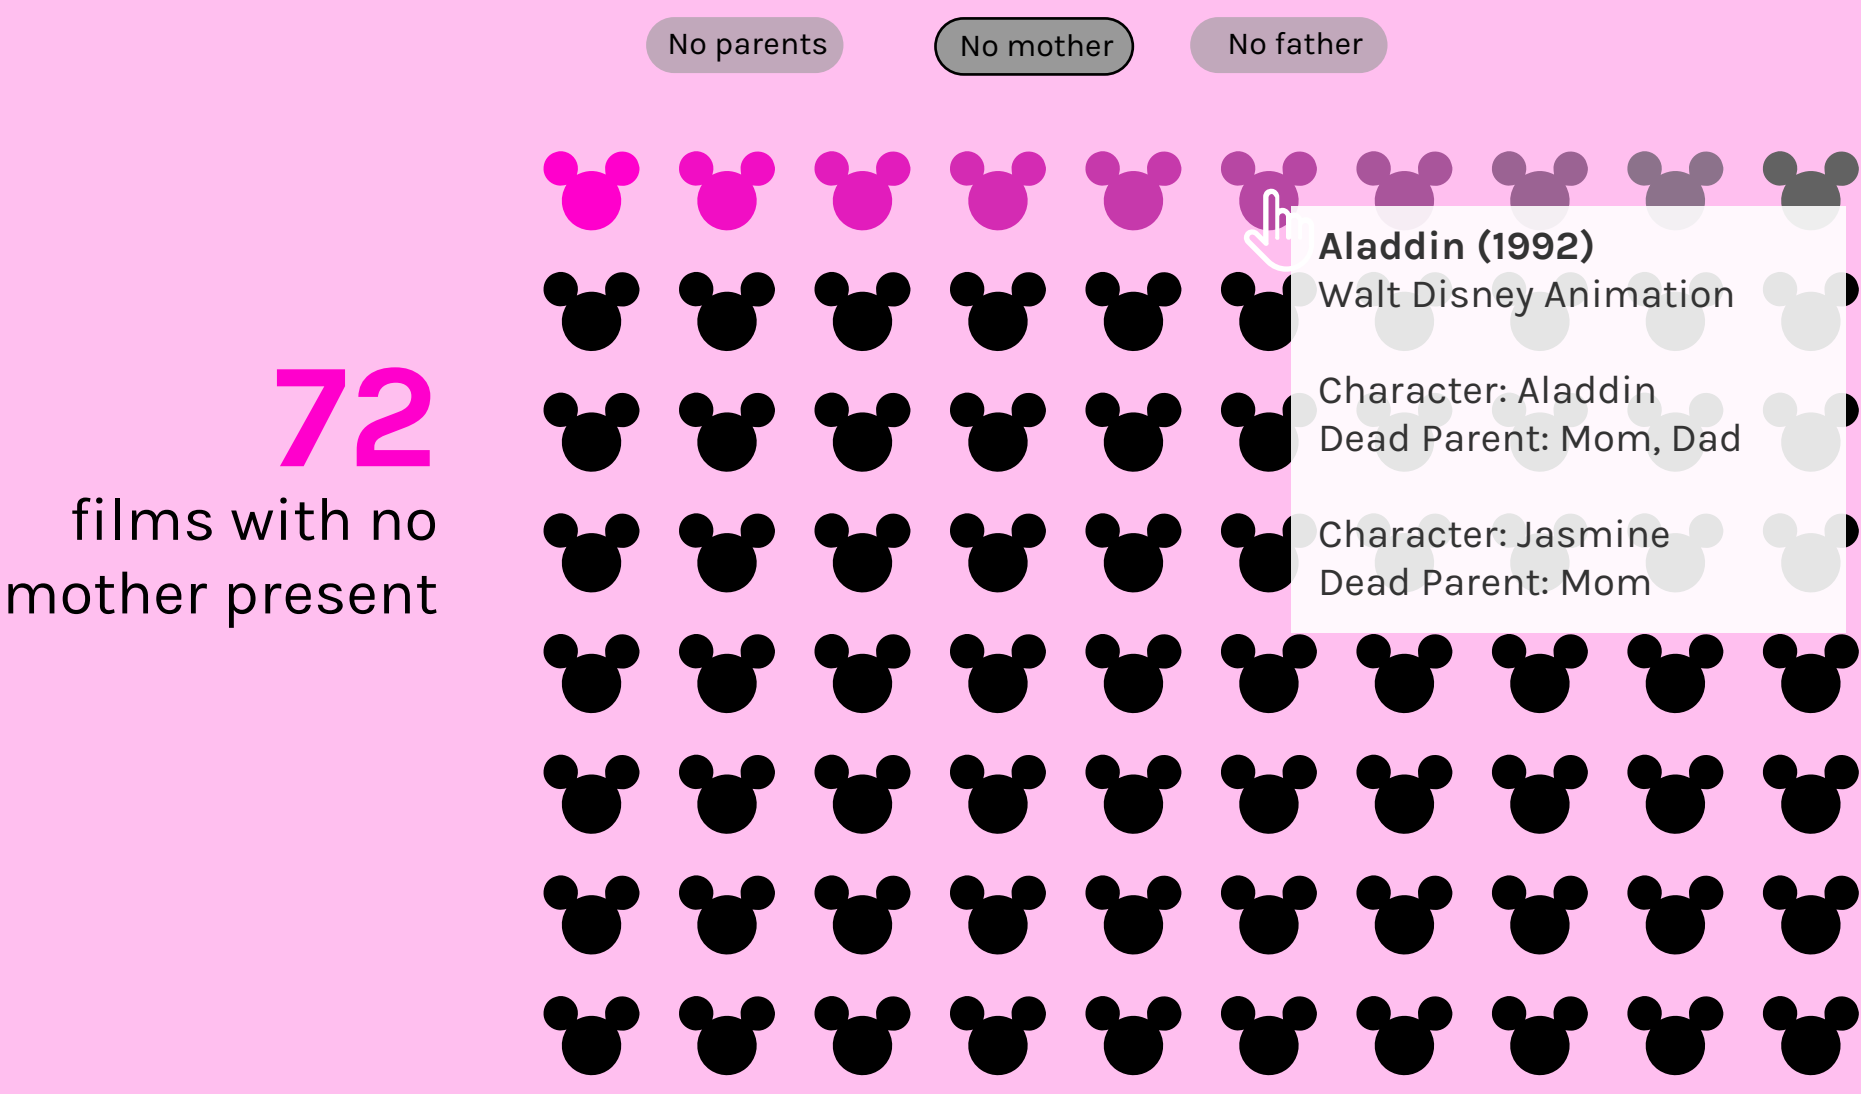 No parents
No mother
No father
72
films with no
mother present
Aladdin (1992)
Walt Disney Animation
Character: Aladdin
Dead Parent: Mom, Dad
Character: Jasmine
Dead Parent: Mom